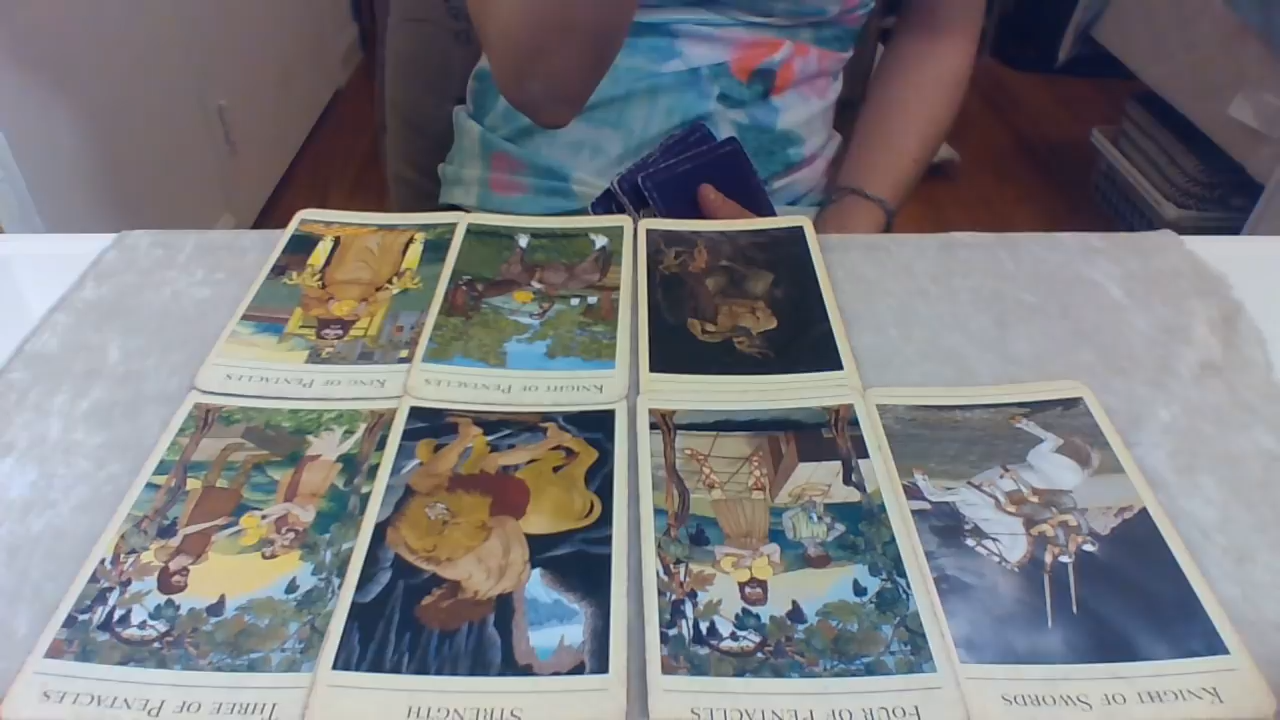 KING OF PENTACLES
KNIGHT OF PENTACLES
THREE OF PENTACLES
STRENGTH
FOUR OF PENTACLES
KNIGHT OF SWORDS